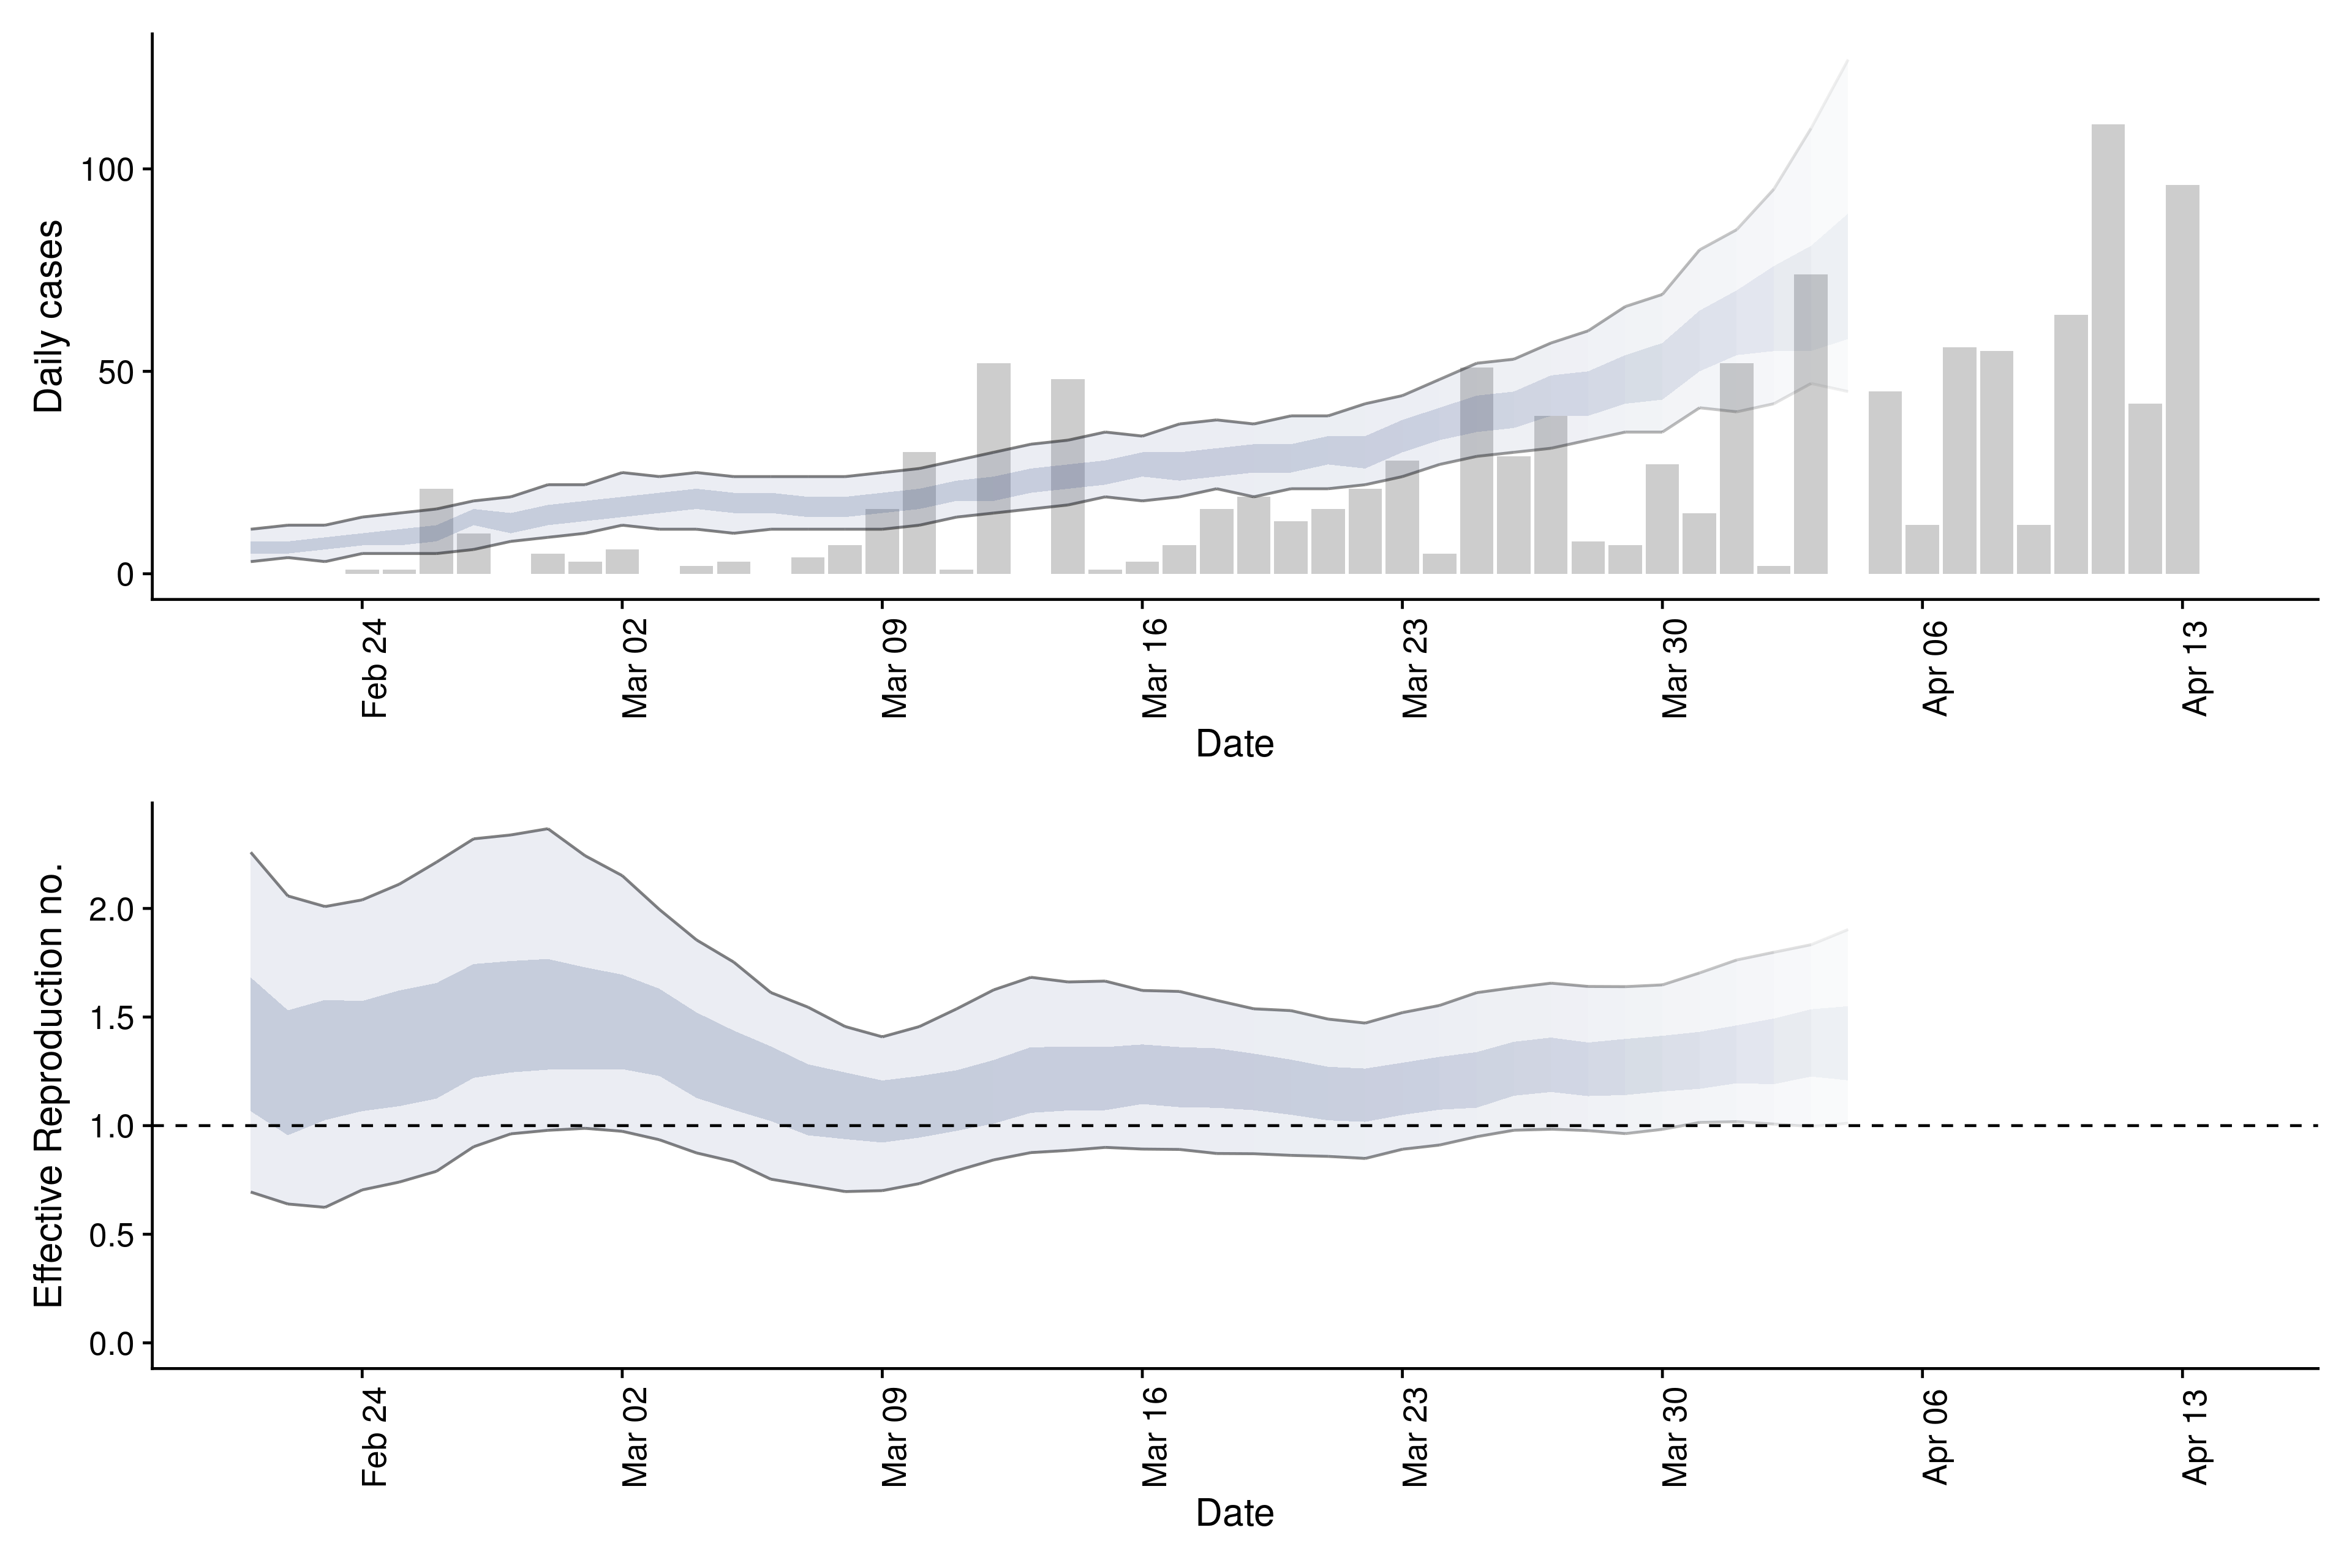 Daily cases
100
50
0
Feb 24
Mar 02
Mar 09
Mar 16
Mar 23
Mar 30
Apr 06
Apr 13
Date
Effective Reproduction no.
2.0
1.5
1.0
0.5
0.0
Feb 24
Mar 02
Mar 09
Mar 16
Mar 23
Mar 30
Apr 06
Apr 13
Date